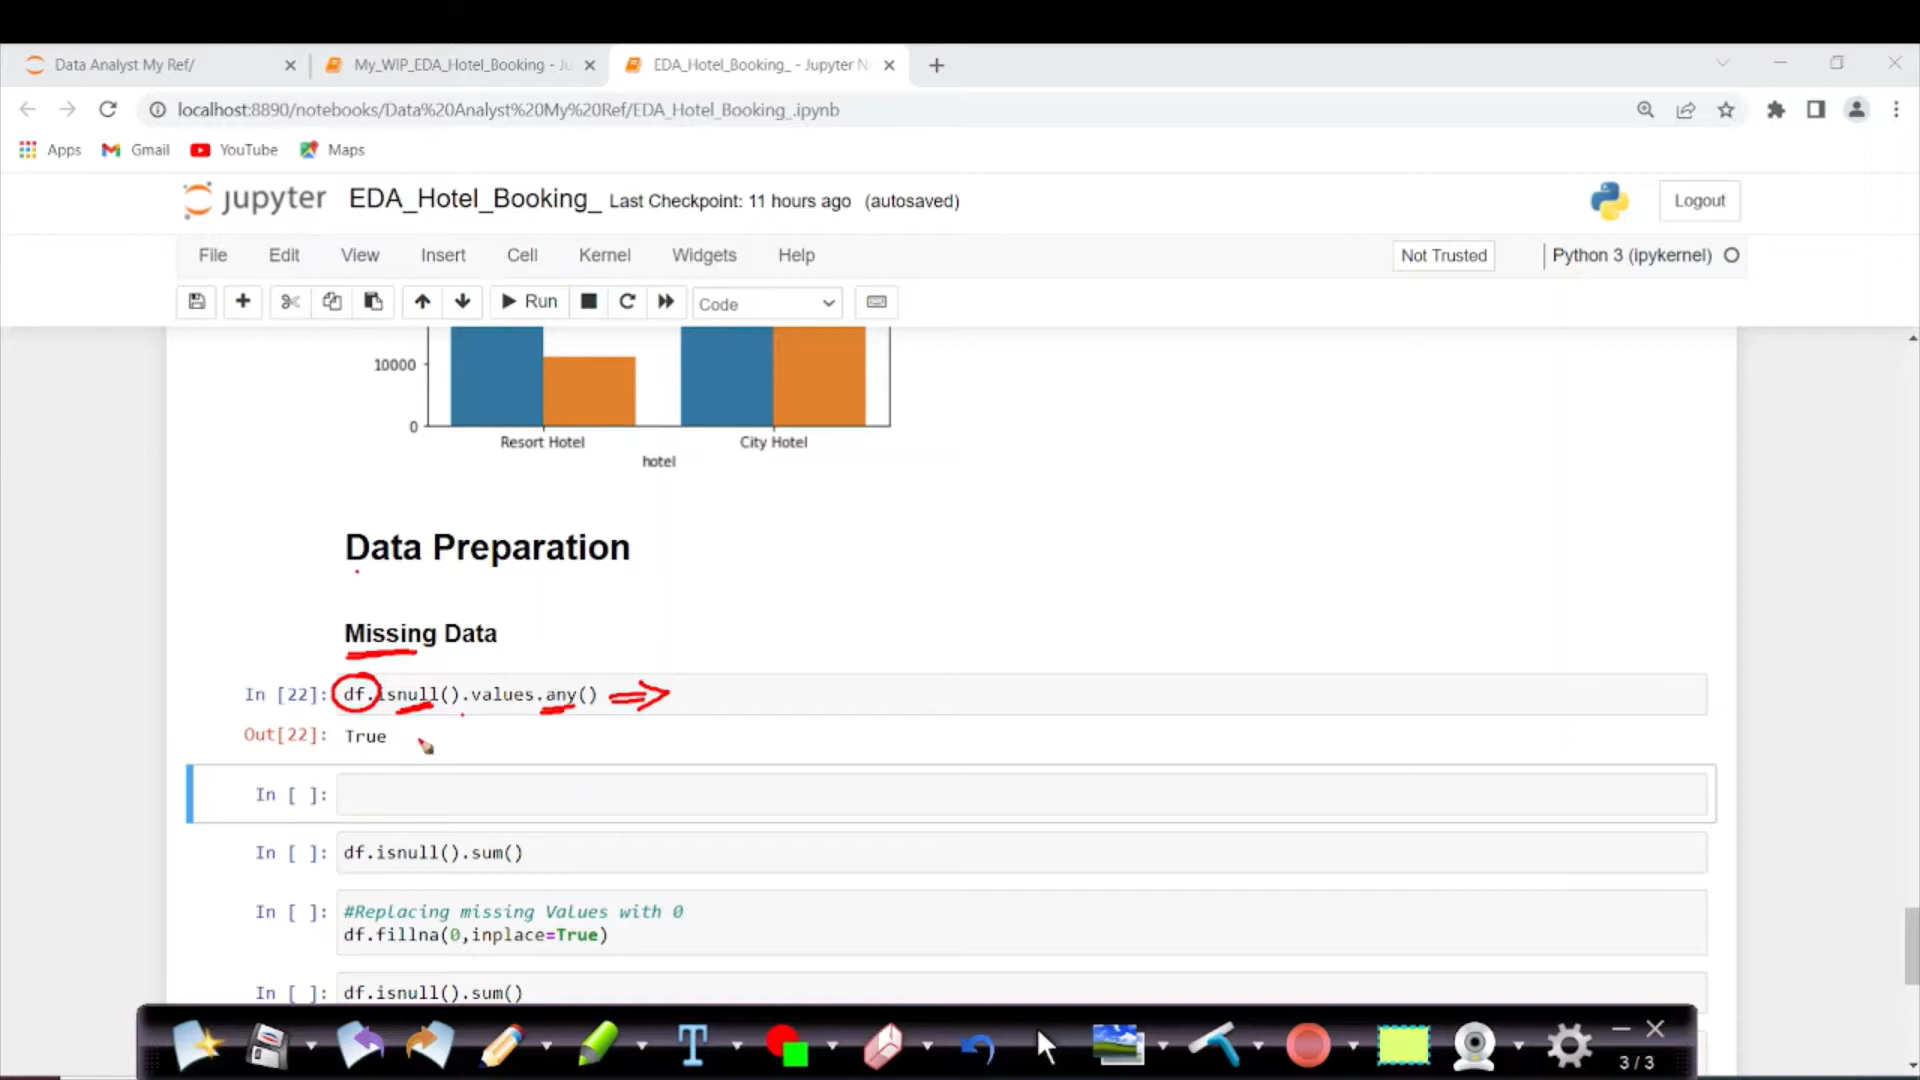 Data Analyst My Ref/
My_WIP_EDA_Hotel_Booking - Ju
EDA_Hotel_Booking_ - Jupyter N
localhost:8890/notebooks/Data%20Analyst%20My%20Ref/EDA_Hotel_Booking_.ipynb
Apps Gmail YouTube Maps
jupyter EDA_Hotel_Booking_ Last Checkpoint: 11 hours ago (autosaved) Logout
File Edit View Insert Cell Kernel Widgets Help Not Trusted Python 3 (ipykernel)
Run Code
10000
0
Resort Hotel City Hotel
hotel
Data Preparation
Missing Data
In [22]: df.isnull().values.any()
Out[22]: True
In [ ]:
In [ ]: df.isnull().sum()
In [ ]: #Replacing missing Values with 0
df.fillna(0,inplace=True)
In [ ]: df.isnull().sum()
T
3 / 3